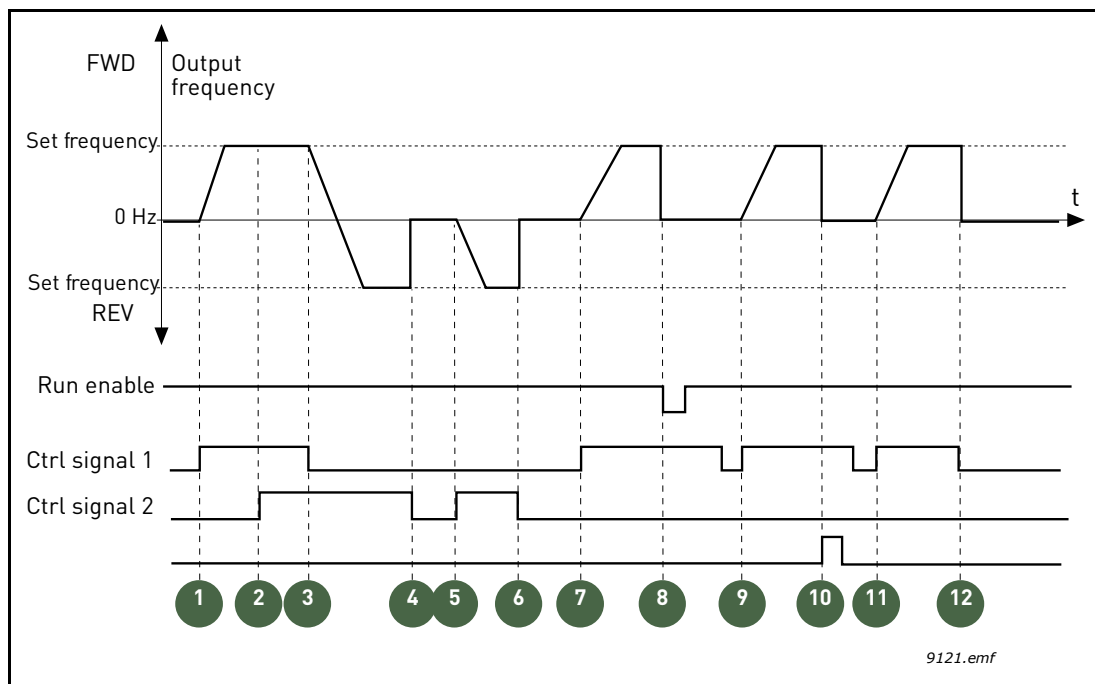 FWD
Output
frequency
Set frequency
t
0 Hz
Set frequency
REV
Run enable
Ctrl signal 1
Ctrl signal 2
1 2 3 4 5 6 7 8 9 10 11 12
9121.emf